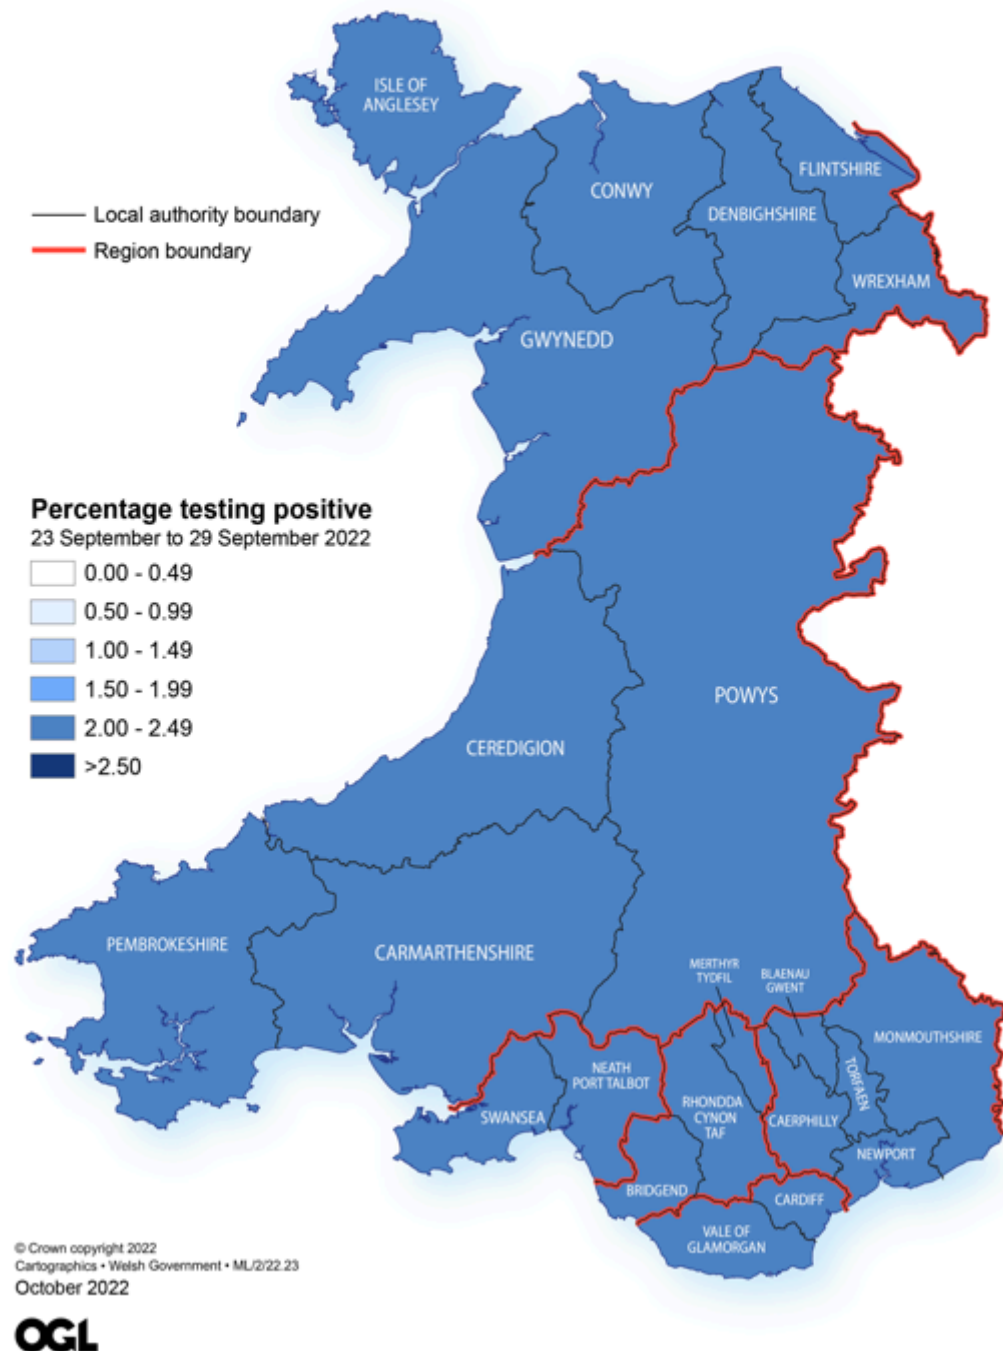 ISLE OF
ANGLESEY
FLINTSHIRE
CONWY
DENBIGHSHIRE
Local authority boundary
Region boundary
WREXHAM
GWYNEDD
Percentage testing positive
23 September to 29 September 2022
0.00 - 0.49
0.50 - 0.99
1.00 - 1.49
1.50 - 1.99
2.00 - 2.49
>2.50
POWYS
CEREDIGION
PEMBROKESHIRE
CARMARTHENSHIRE
MERTHYR
TYDFIL
BLAENAU
GWENT
MONMOUTHSHIRE
TORFAEN
NEATH
PORT TALBOT
SWANSEA
RHONDDA
CYNON
TAF
CAERPHILLY
NEWPORT
BRIDGEND
CARDIFF
VALE OF
GLAMORGAN
© Crown copyright 2022
Cartographics • Welsh Government • ML/2/22.23
October 2022
OGL